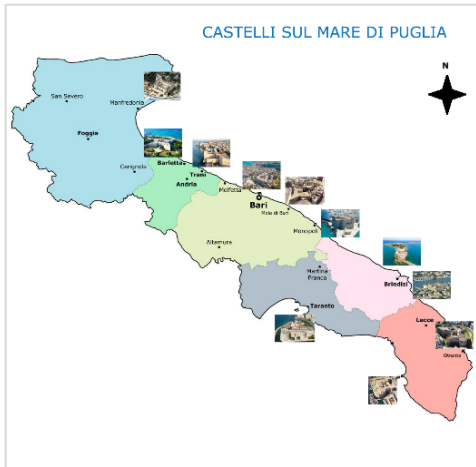 CASTELLI SUL MARE DI PUGLIA
N
San Severo
Manfredonia
Foggia
Cerignola
Barletta
Trani
Andria
Molfetta
Bari
Mola di Bari
Monopoli
Altamura
Martina
Franca
Brindisi
Taranto
Lecce
Otranto